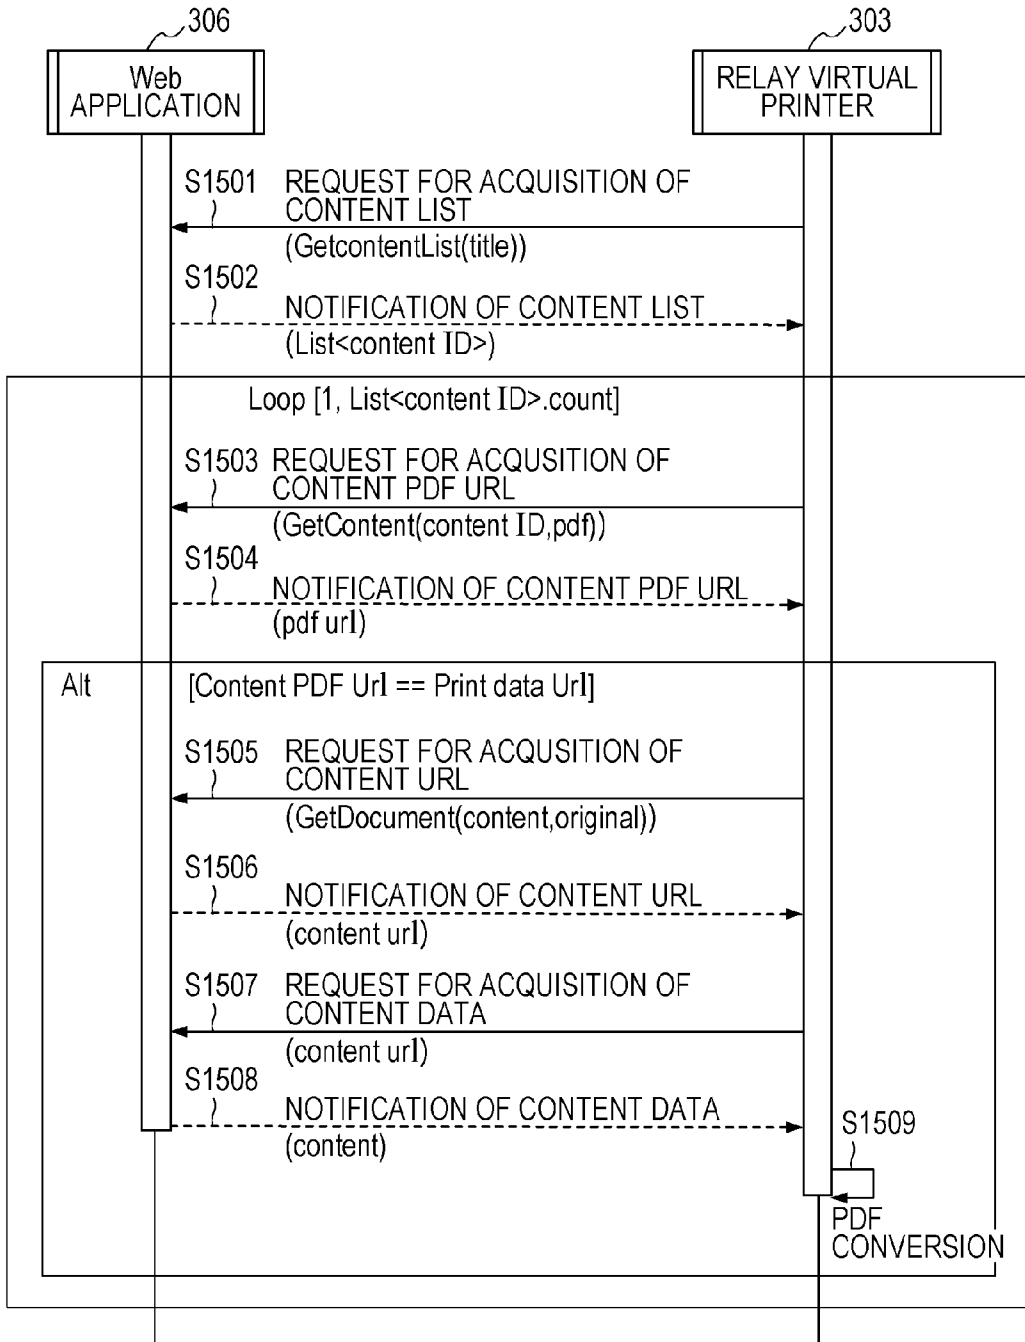 306
303
Web
APPLICATION
RELAY VIRTUAL
PRINTER
S1501
REQUEST FOR ACQUISITION OF
CONTENT LIST
(GetcontentList(title))
S1502
NOTIFICATION OF CONTENT LIST
(List<content ID>)
Loop [1, List<content ID>.count]
S1503
REQUEST FOR ACQUSITION OF
CONTENT PDF URL
(GetContent(content ID,pdf))
S1504
NOTIFICATION OF CONTENT PDF URL
(pdf url)
Alt
[Content PDF Url == Print data Url]
S1505
REQUEST FOR ACQUSITION OF
CONTENT URL
(GetDocument(content,original))
S1506
NOTIFICATION OF CONTENT URL
(content url)
S1507
REQUEST FOR ACQUISITION OF
CONTENT DATA
(content url)
S1508
NOTIFICATION OF CONTENT DATA
(content)
S1509
PDF
CONVERSION